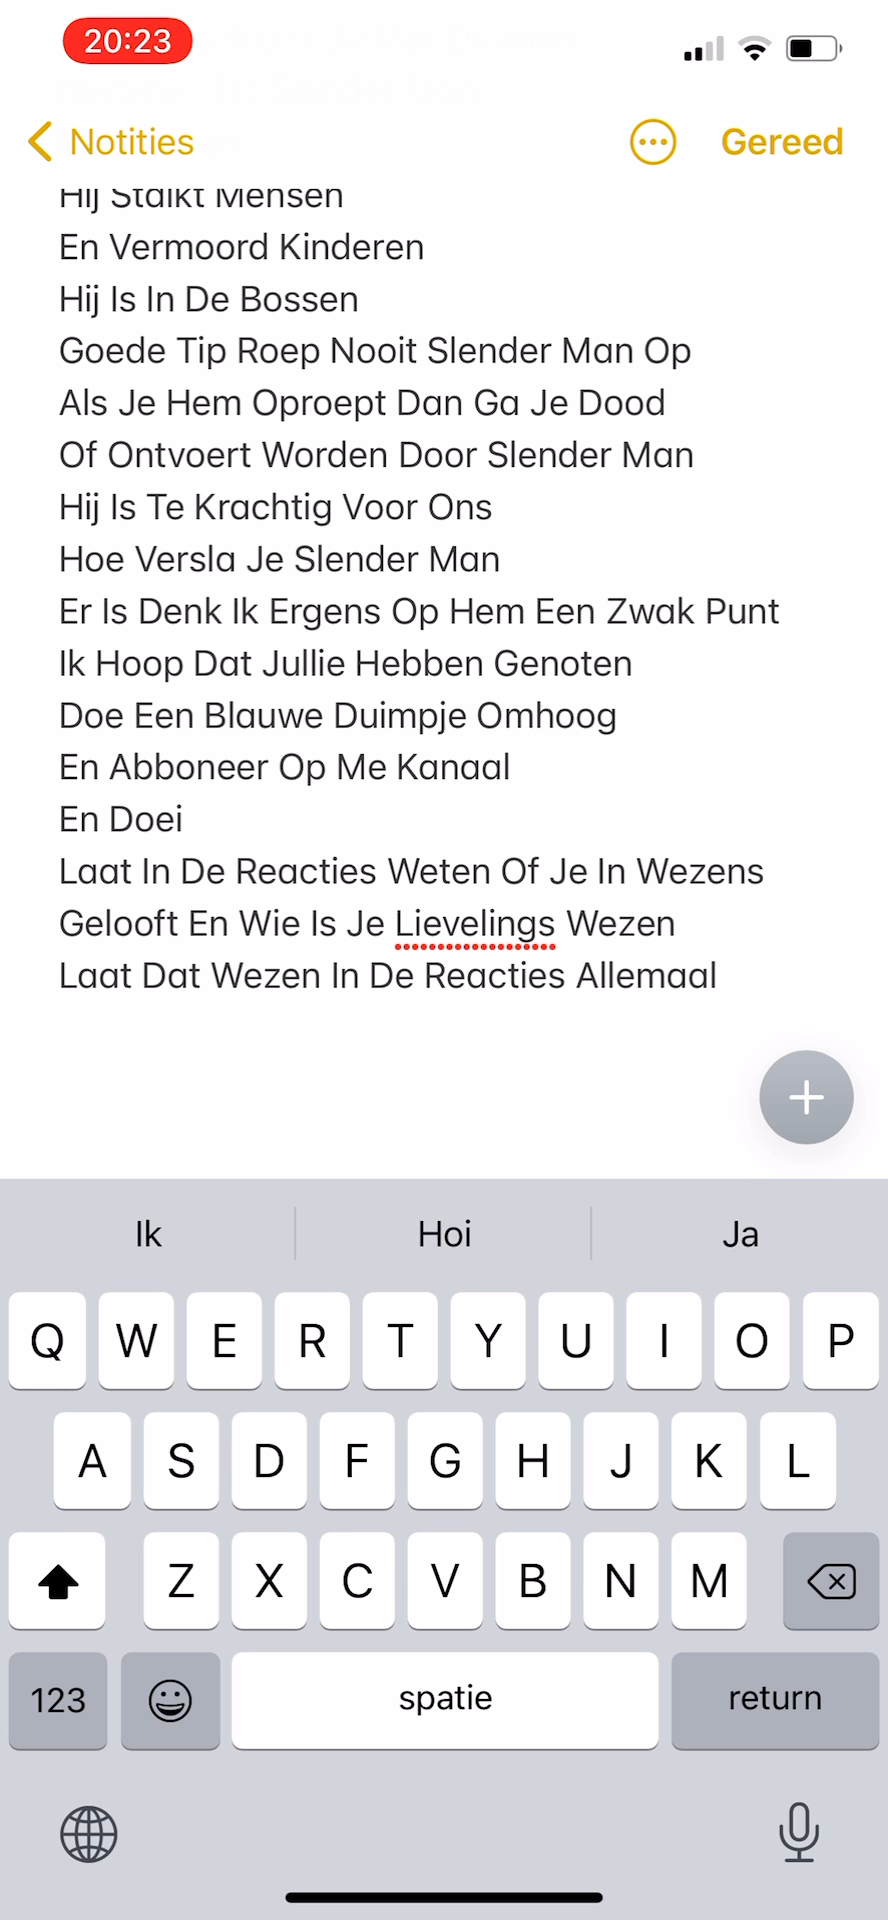 20:23
Notities
Gereed
Hij Stalkt Mensen
En Vermoord Kinderen
Hij Is In De Bossen
Goede Tip Roep Nooit Slender Man Op
Als Je Hem Oproept Dan Ga Je Dood
Of Ontvoert Worden Door Slender Man
Hij Is Te Krachtig Voor Ons
Hoe Versla Je Slender Man
Er Is Denk Ik Ergens Op Hem Een Zwak Punt
Ik Hoop Dat Jullie Hebben Genoten
Doe Een Blauwe Duimpje Omhoog
En Abboneer Op Me Kanaal
En Doei
Laat In De Reacties Weten Of Je In Wezens
Gelooft En Wie Is Je Lievelings Wezen
Laat Dat Wezen In De Reacties Allemaal
Ik Hoi Ja
Q W E R T Y U I O P
A S D F G H J K L
Z X C V B N M
123 spatie return